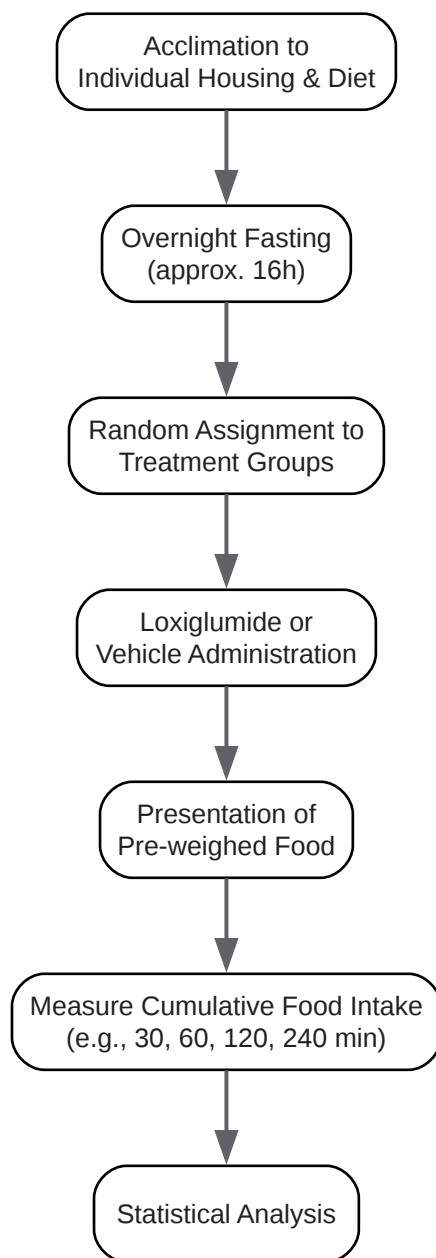 Acclimation to
Individual Housing & Diet
Overnight Fasting
(approx. 16h)
Random Assignment to
Treatment Groups
Loxiglumide or
Vehicle Administration
Presentation of
Pre-weighed Food
Measure Cumulative Food Intake
(e.g., 30, 60, 120, 240 min)
Statistical Analysis